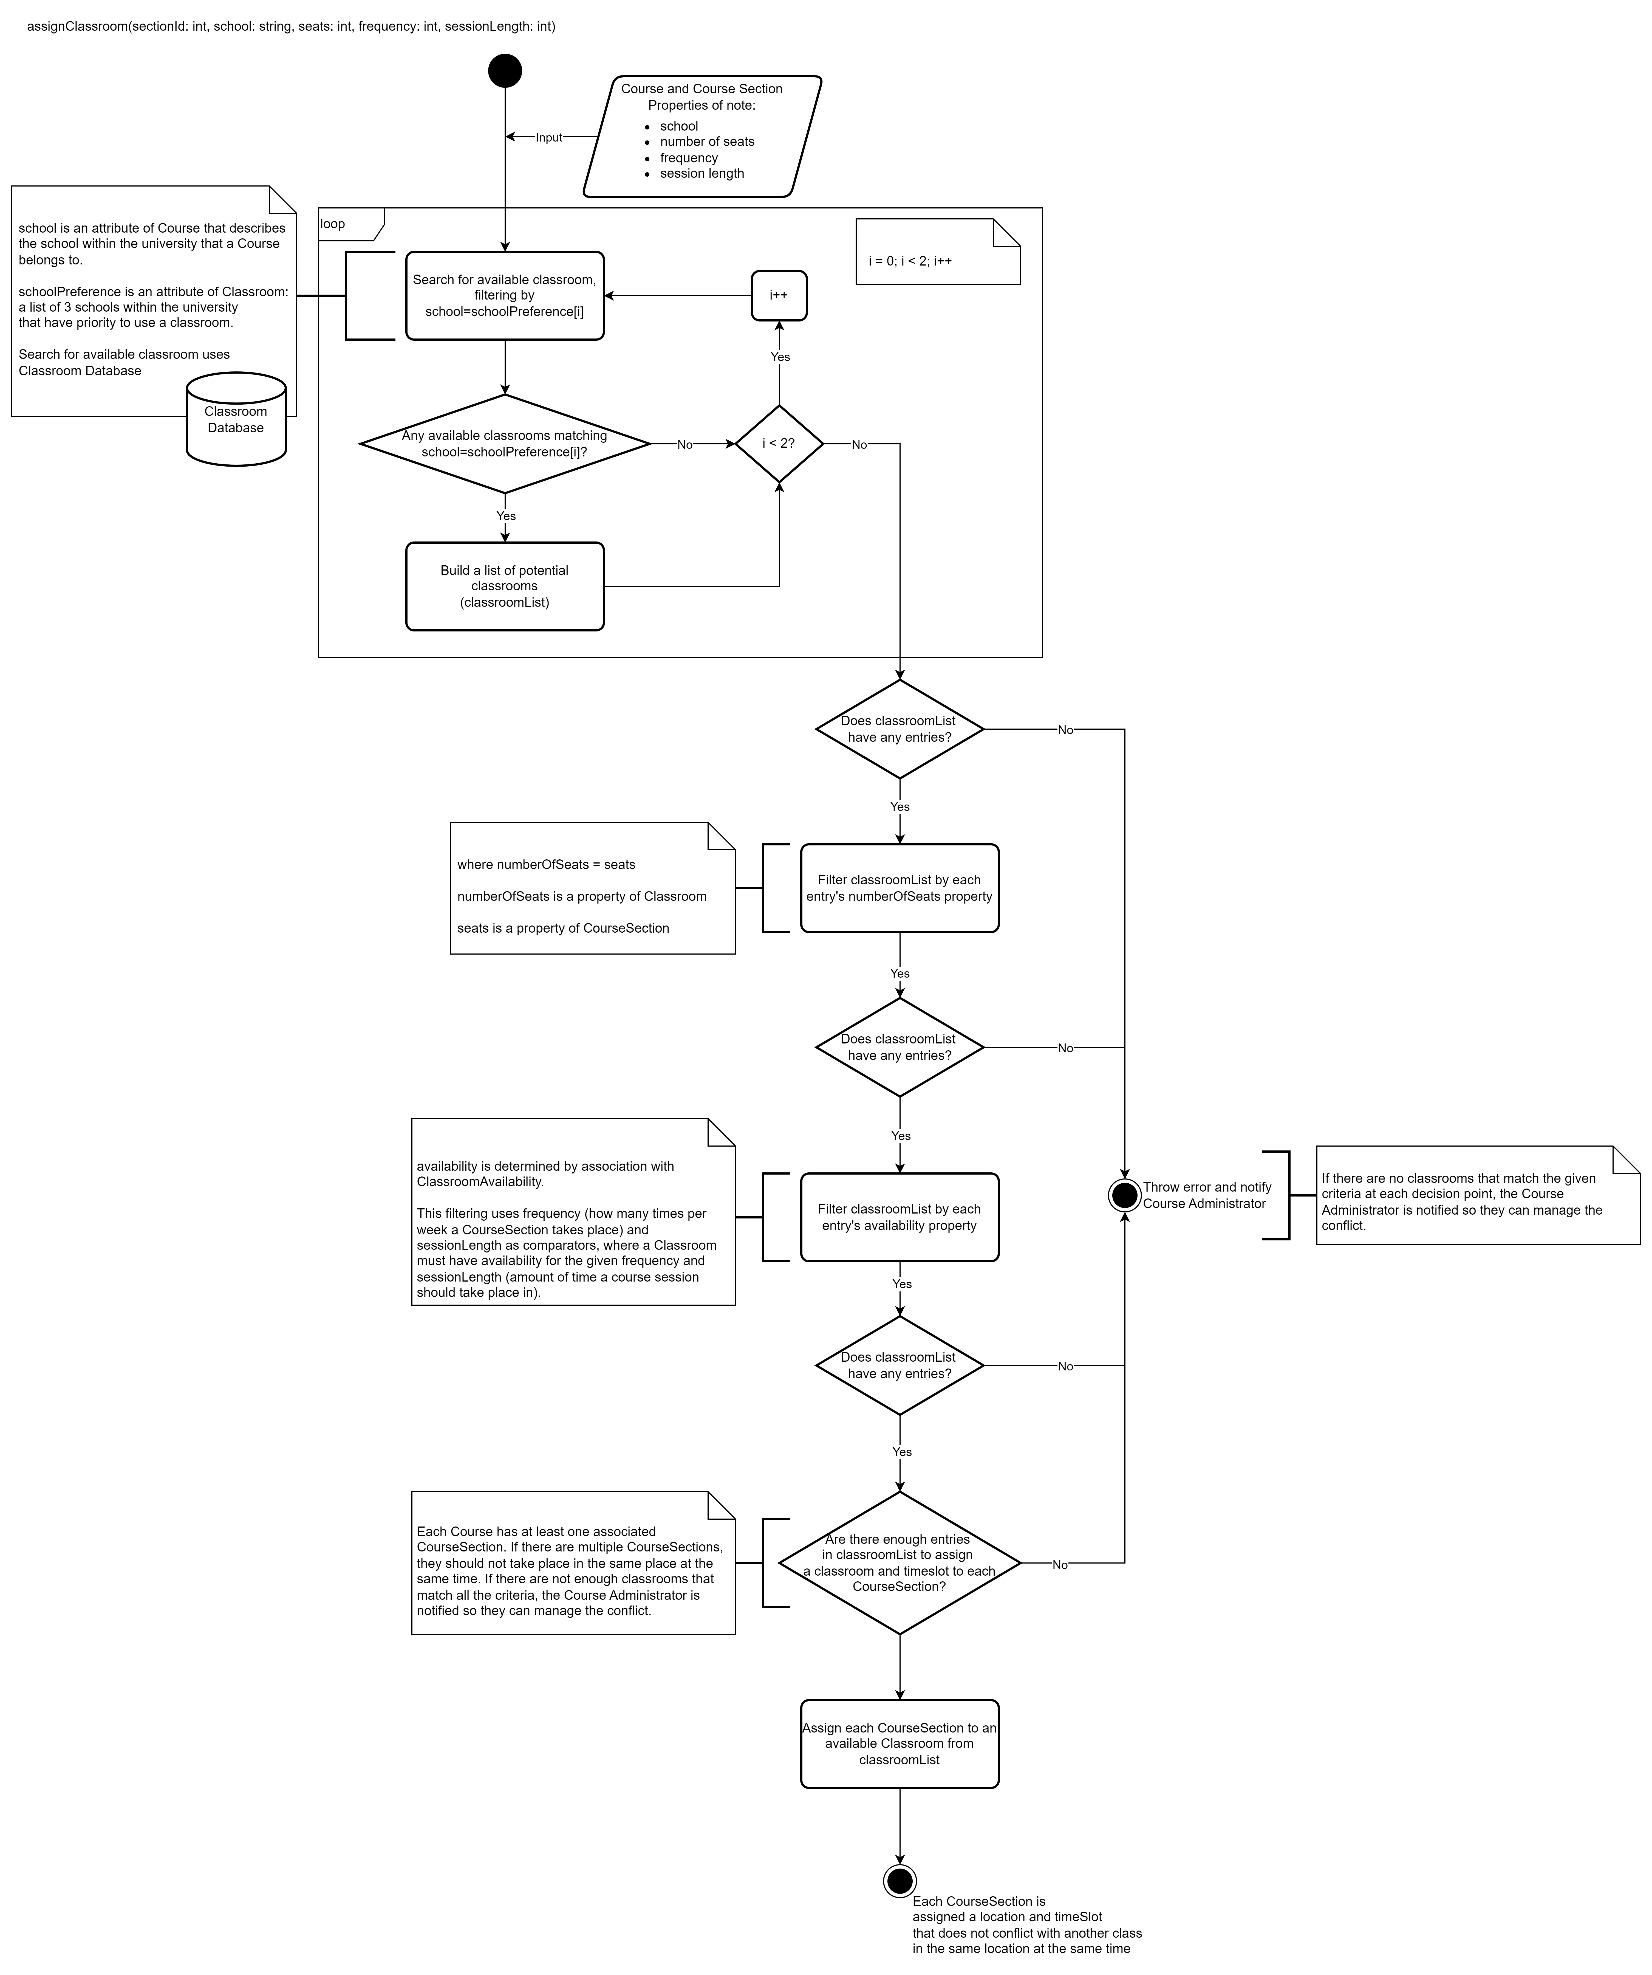 assignClassroom(sectionId: int, school: string, seats: int, frequency: int, sessionLength: int)
Course and Course Section
Properties of note:
• school
• number of seats
• frequency
• session length
Input
school is an attribute of Course that describes
the school within the university that a Course
belongs to.
schoolPreference is an attribute of Classroom:
a list of 3 schools within the university
that have priority to use a classroom.
Search for available classroom uses
Classroom Database
Classroom
Database
loop
i = 0; i < 2; i++
Search for available classroom,
filtering by
school=schoolPreference[i]
i++
Yes
Any available classrooms matching
school=schoolPreference[i]?
No
i < 2?
No
Yes
Build a list of potential
classrooms
(classroomList)
Does classroomList
have any entries?
No
Yes
where numberOfSeats = seats
numberOfSeats is a property of Classroom
seats is a property of CourseSection
Filter classroomList by each
entry's numberOfSeats property
Yes
Does classroomList
have any entries?
No
Yes
availability is determined by association with
ClassroomAvailability.
This filtering uses frequency (how many times per
week a CourseSection takes place) and
sessionLength as comparators, where a Classroom
must have availability for the given frequency and
sessionLength (amount of time a course session
should take place in).
Filter classroomList by each
entry's availability property
Throw error and notify
Course Administrator
If there are no classrooms that match the given
criteria at each decision point, the Course
Administrator is notified so they can manage the
conflict.
Yes
Does classroomList
have any entries?
No
Yes
Each Course has at least one associated
CourseSection. If there are multiple CourseSections,
they should not take place in the same place at the
same time. If there are not enough classrooms that
match all the criteria, the Course Administrator is
notified so they can manage the conflict.
Are there enough entries
in classroomList to assign
a classroom and timeslot to each
CourseSection?
No
Assign each CourseSection to an
available Classroom from
classroomList
Each CourseSection is
assigned a location and timeSlot
that does not conflict with another class
in the same location at the same time